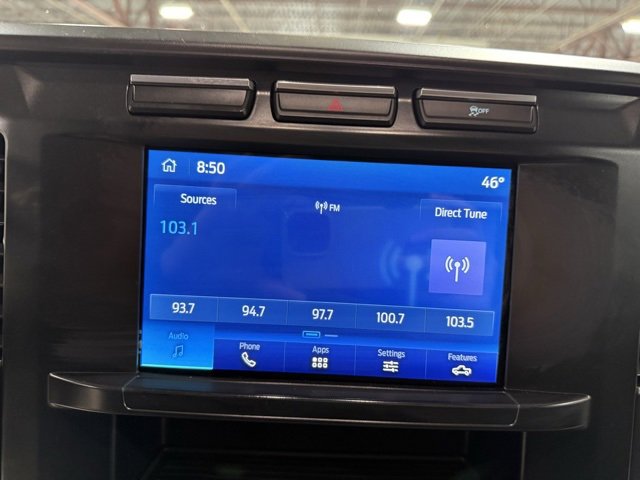 OFF
8:50
46°
Sources
FM
Direct Tune
103.1
93.7 94.7 97.7 100.7 103.5
Audio Phone Apps Settings Features